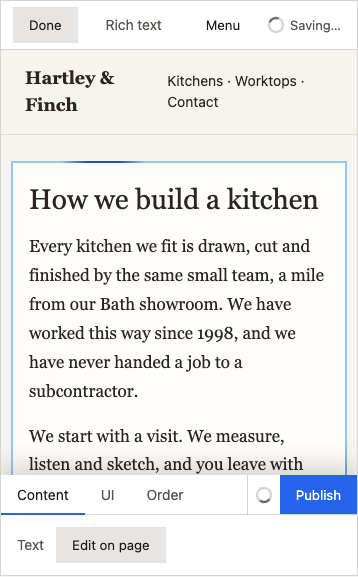 Done Rich text Menu Saving...
Hartley &
Finch
Kitchens · Worktops ·
Contact
How we build a kitchen
Every kitchen we fit is drawn, cut and
finished by the same small team, a mile
from our Bath showroom. We have
worked this way since 1998, and we
have never handed a job to a
subcontractor.
We start with a visit. We measure,
listen and sketch, and you leave with
Content UI Order Publish
Text Edit on page